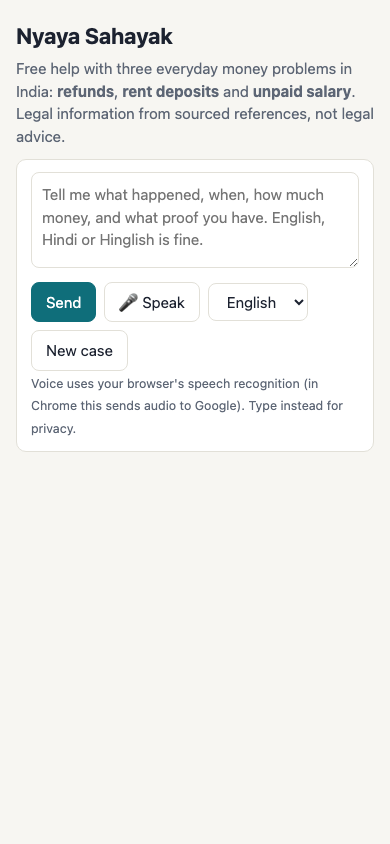 Nyaya Sahayak
Free help with three everyday money problems in
India: refunds, rent deposits and unpaid salary.
Legal information from sourced references, not legal
advice.
Tell me what happened, when, how much
money, and what proof you have. English,
Hindi or Hinglish is fine.
Send
🎤 Speak
English
New case
Voice uses your browser's speech recognition (in
Chrome this sends audio to Google). Type instead for
privacy.